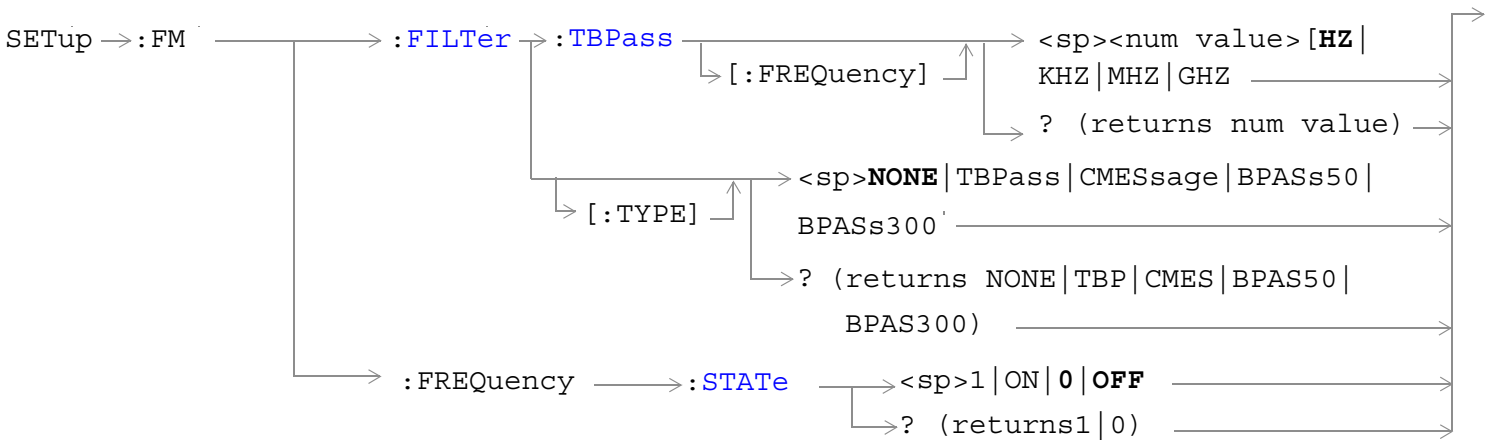 SETup :FM :FILTer :TBPass <sp><num value>[HZ|
[:FREQuency] KHZ|MHZ|GHZ
? (returns num value)
<sp>NONE|TBPass|CMESsage|BPASs50|
[:TYPE] BPASs300
? (returns NONE|TBP|CMES|BPAS50|
BPAS300)
:FREQuency :STATe <sp>1|ON|0|OFF
? (returns1|0)